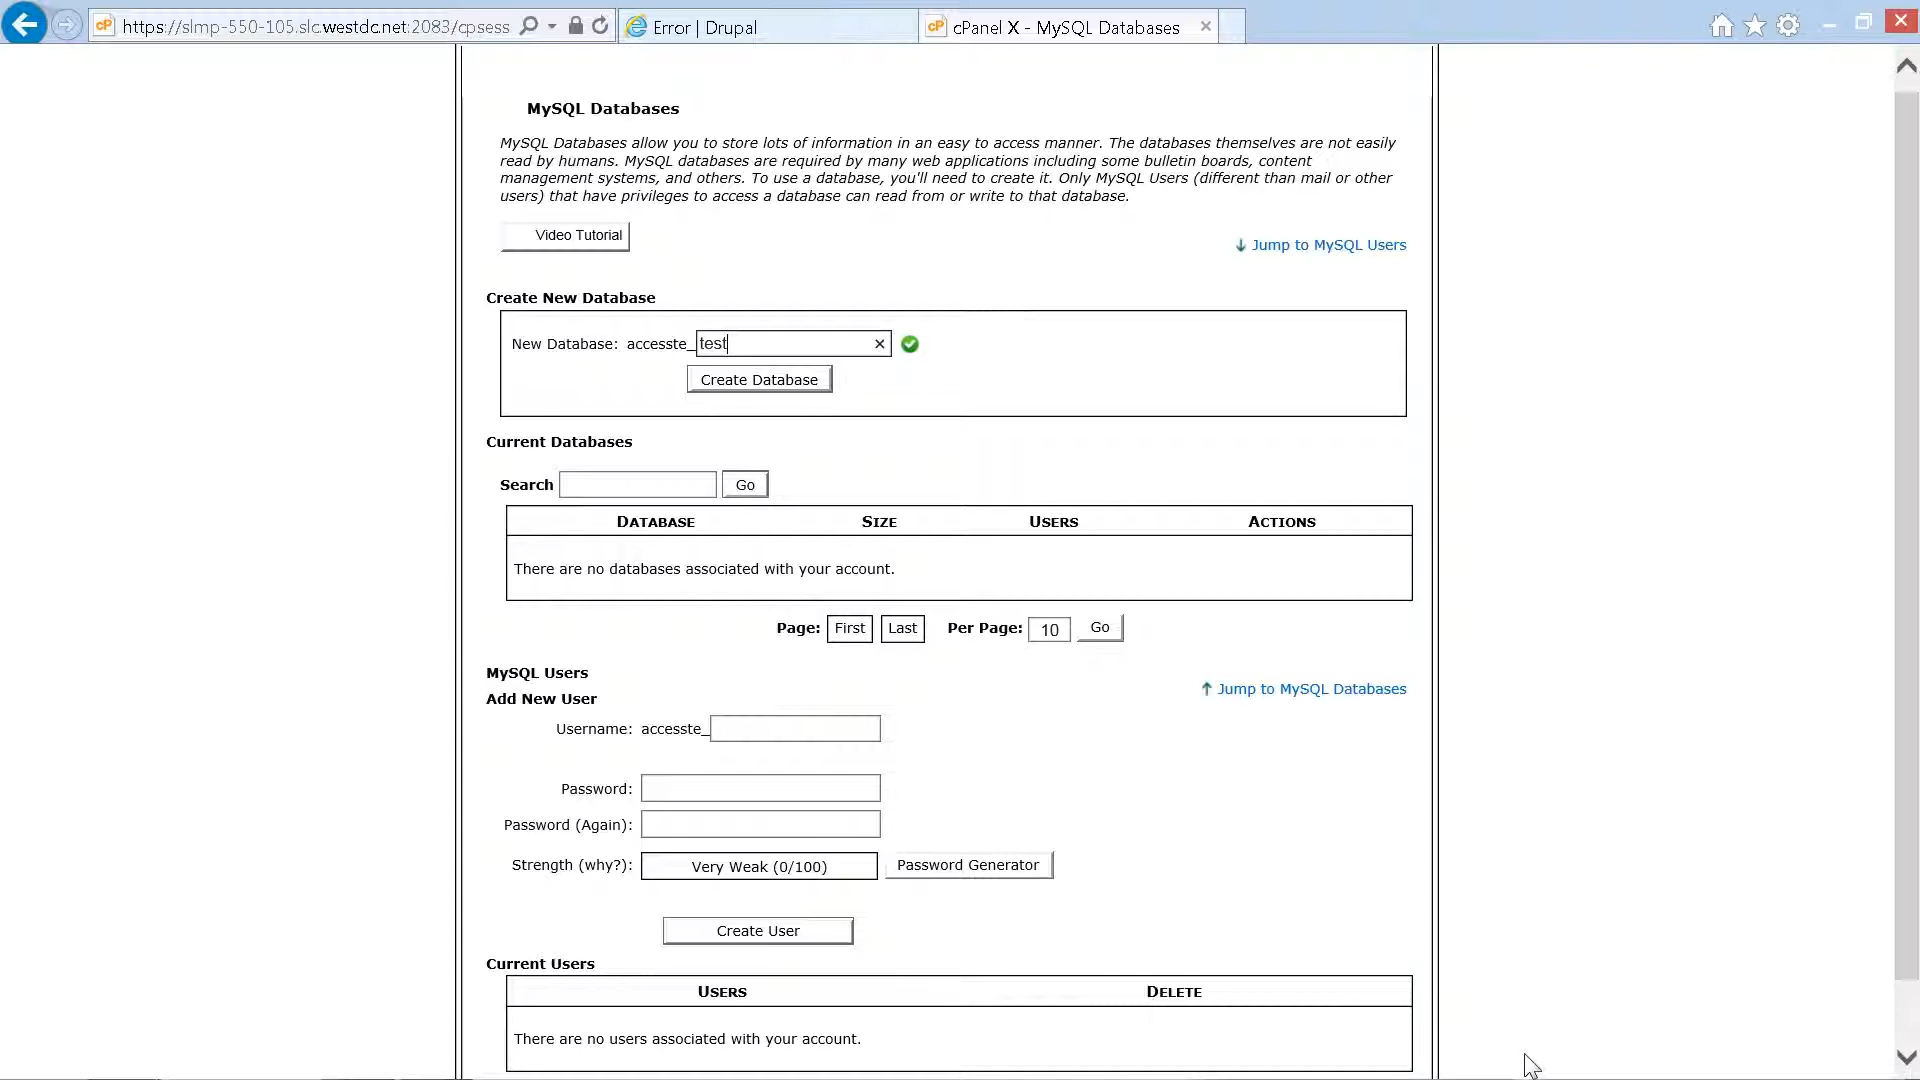 cP https://slmp-550-105.slc.westdc.net:2083/cpsess Error | Drupal cP cPanel X - MySQL Databases
MySQL Databases
MySQL Databases allow you to store lots of information in an easy to access manner. The databases themselves are not easily
read by humans. MySQL databases are required by many web applications including some bulletin boards, content
management systems, and others. To use a database, you'll need to create it. Only MySQL Users (different than mail or other
users) that have privileges to access a database can read from or write to that database.
Video Tutorial
Jump to MySQL Users
Create New Database
New Database: accesste_ test
Create Database
Current Databases
Search Go
DATABASE SIZE USERS ACTIONS
There are no databases associated with your account.
Page: First Last Per Page: 10 Go
MySQL Users
Jump to MySQL Databases
Add New User
Username: accesste_
Password:
Password (Again):
Strength (why?): Very Weak (0/100) Password Generator
Create User
Current Users
USERS DELETE
There are no users associated with your account.